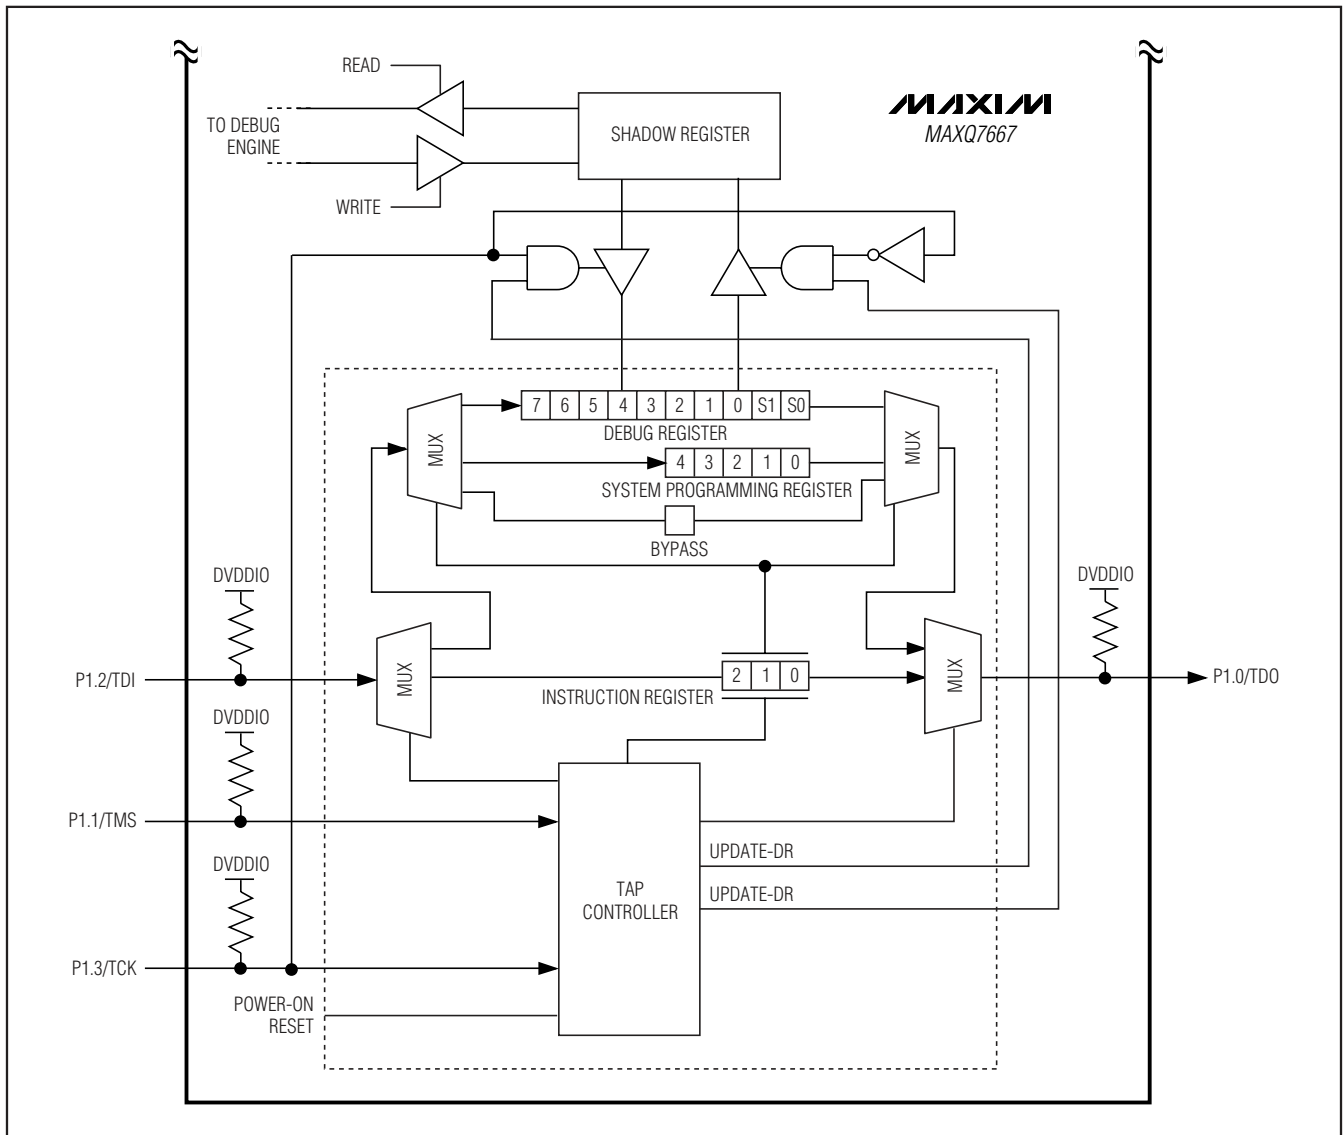 READ
TO DEBUG
ENGINE
WRITE
SHADOW REGISTER
MAXIM
MAXQ7667
7 6 5 4 3 2 1 0 S1 S0
DEBUG REGISTER
MUX
MUX
4 3 2 1 0
SYSTEM PROGRAMMING REGISTER
BYPASS
DVDDIO
DVDDIO
P1.2/TDI
MUX
2 1 0
INSTRUCTION REGISTER
MUX
P1.0/TDO
DVDDIO
P1.1/TMS
UPDATE-DR
DVDDIO
TAP
CONTROLLER
UPDATE-DR
P1.3/TCK
POWER-ON
RESET